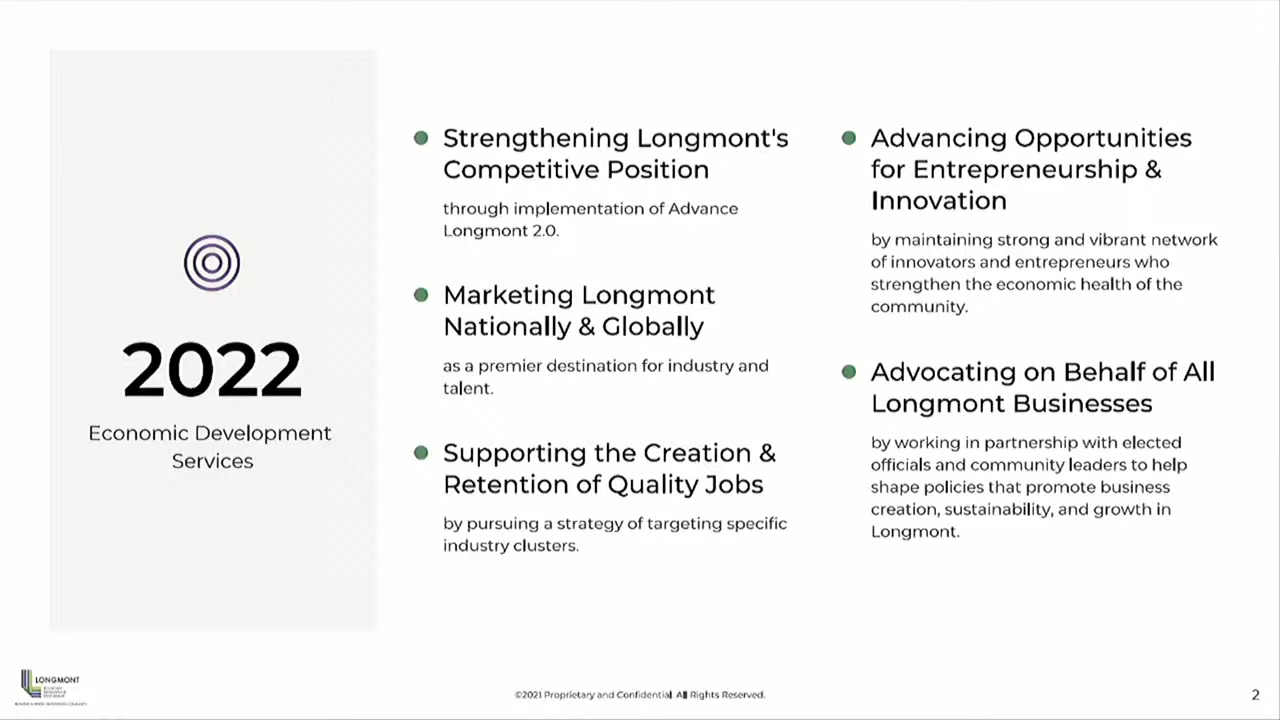 2022
Economic Development
Services
Strengthening Longmont's
Competitive Position
through implementation of Advance
Longmont 2.0.
Marketing Longmont
Nationally & Globally
as a premier destination for industry and
talent.
Supporting the Creation &
Retention of Quality Jobs
by pursuing a strategy of targeting specific
industry clusters.
Advancing Opportunities
for Entrepreneurship &
Innovation
by maintaining strong and vibrant network
of innovators and entrepreneurs who
strengthen the economic health of the
community.
Advocating on Behalf of All
Longmont Businesses
by working in partnership with elected
officials and community leaders to help
shape policies that promote business
creation, sustainability, and growth in
Longmont.
LONGMONT
©2021 Proprietary and Confidential. All Rights Reserved.
2